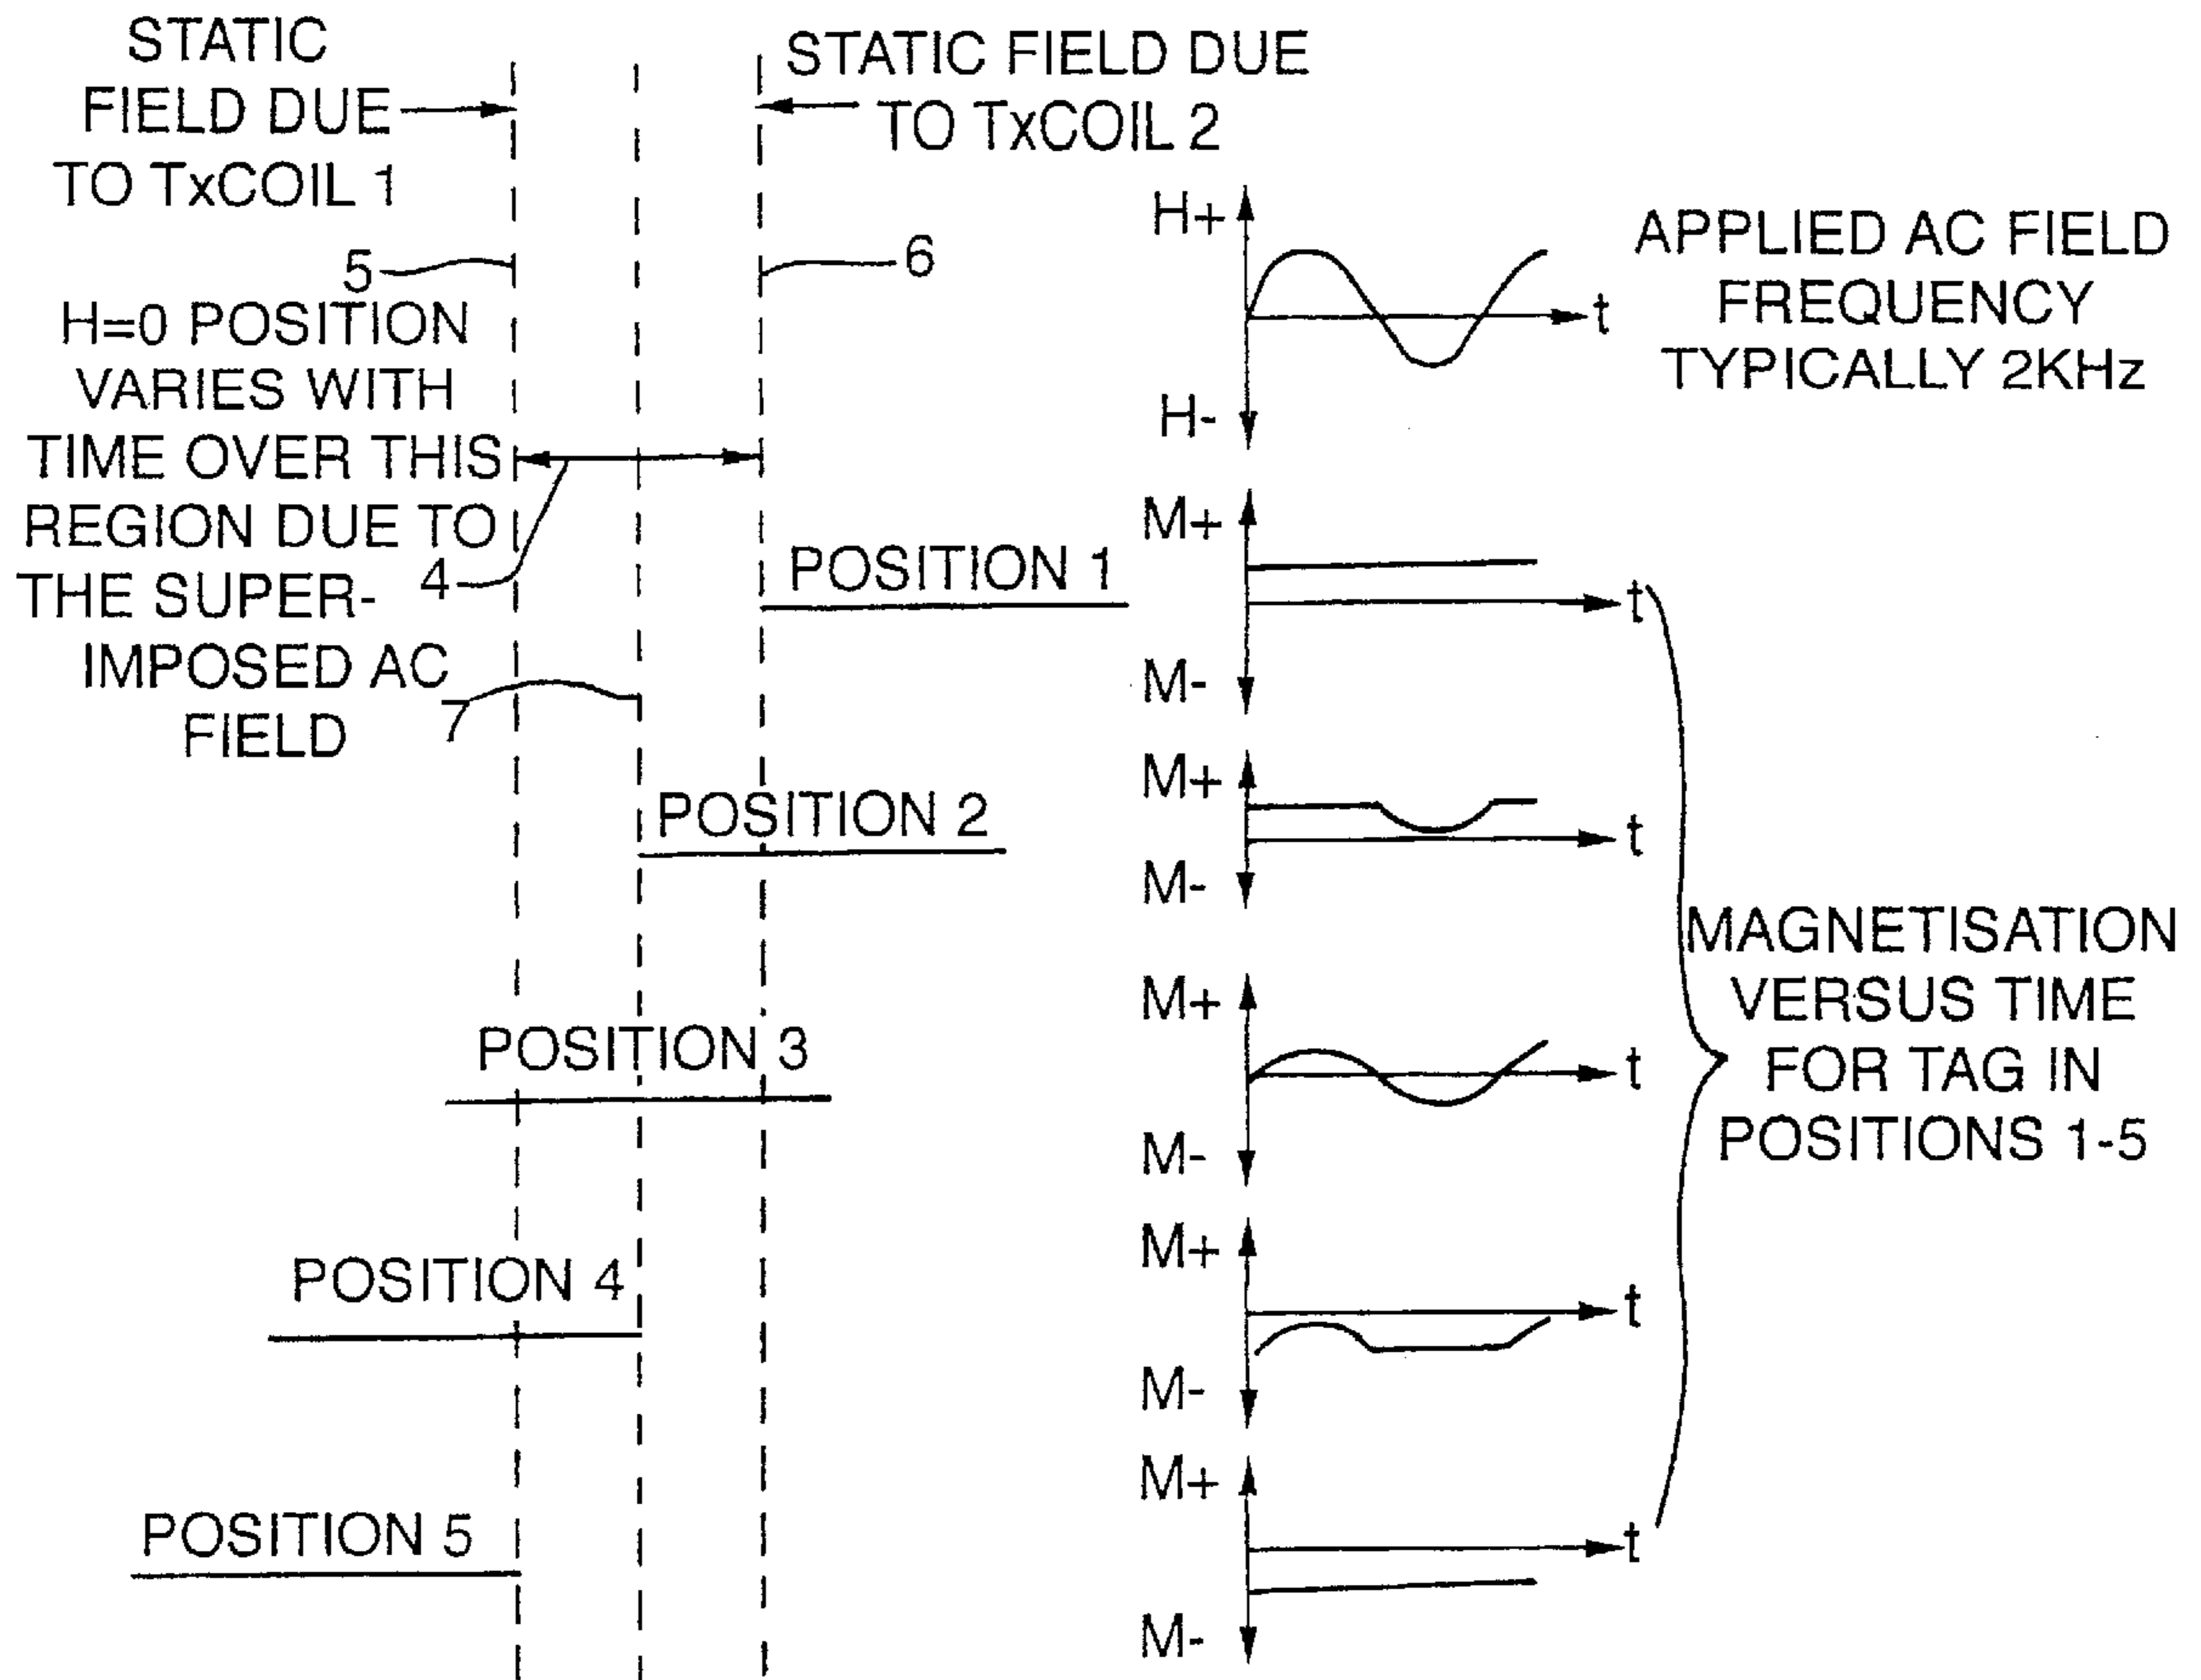 STATIC
FIELD DUE
TO TxCOIL 1
STATIC FIELD DUE
TO TxCOIL 2
5
6
H=0 POSITION
VARIES WITH
TIME OVER THIS
REGION DUE TO
THE SUPER-
IMPOSED AC
FIELD
4
7
H+
H-
t
APPLIED AC FIELD
FREQUENCY
TYPICALLY 2KHz
POSITION 1
M+
M-
t
POSITION 2
M+
M-
t
POSITION 3
M+
M-
t
POSITION 4
M+
M-
t
POSITION 5
M+
M-
t
MAGNETISATION
VERSUS TIME
FOR TAG IN
POSITIONS 1-5